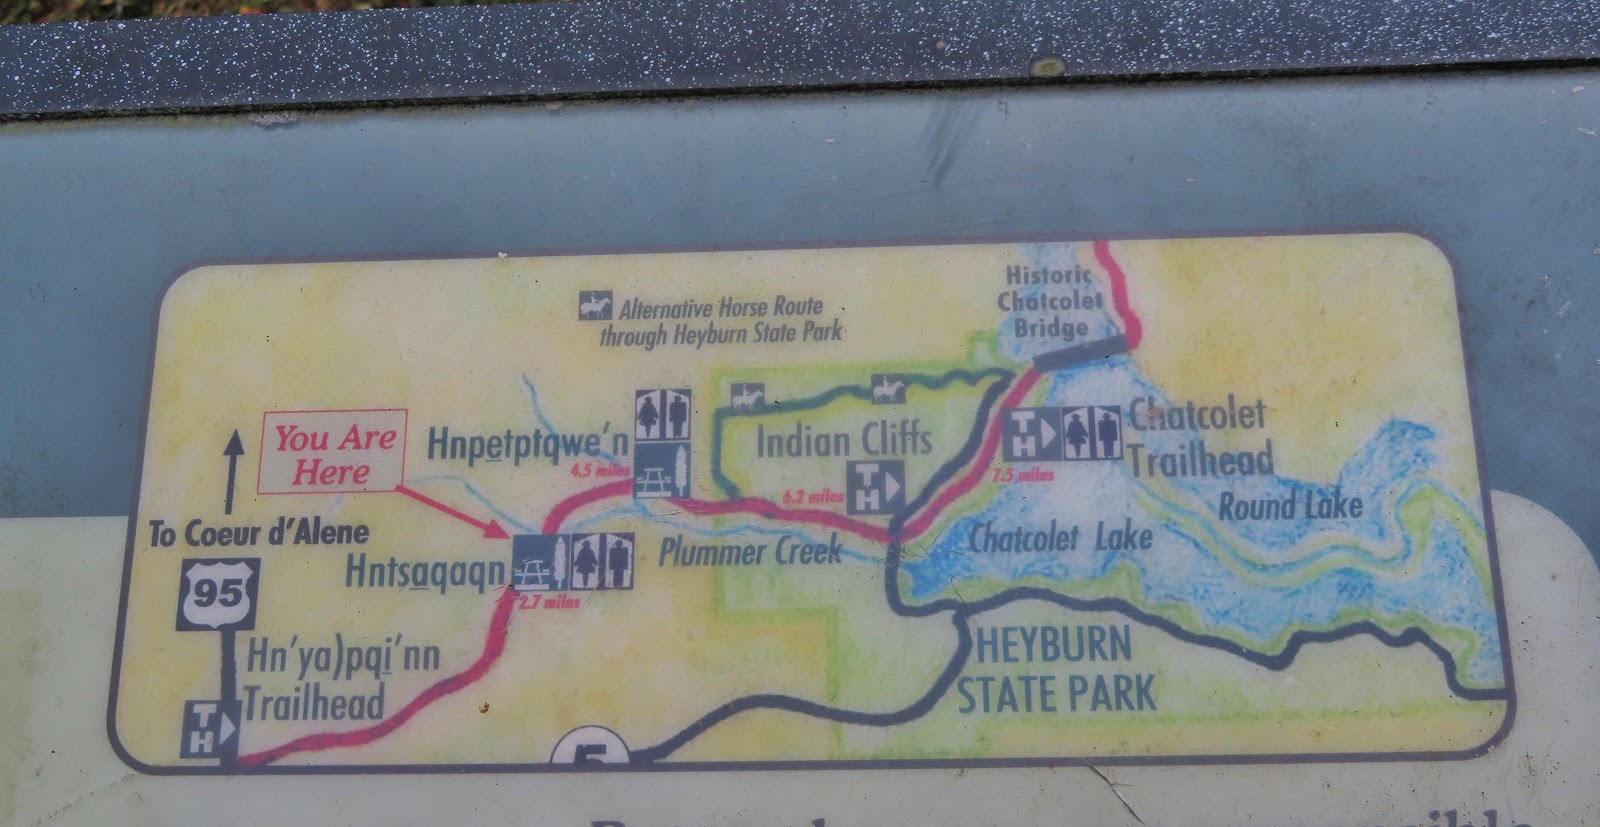 Historic
Chatcolet
Bridge
Alternative Horse Route
through Heyburn State Park
You Are
Here
Hnpetptqwe'n
4.5 miles
Indian Cliffs
6.2 miles
TH
TH
7.5 miles
Chatcolet
Trailhead
Round Lake
To Coeur d'Alene
Hntsaqaqn
2.7 miles
Plummer Creek
Chatcolet Lake
95
Hn'ya)pqi'nn
Trailhead
TH
HEYBURN
STATE PARK
5